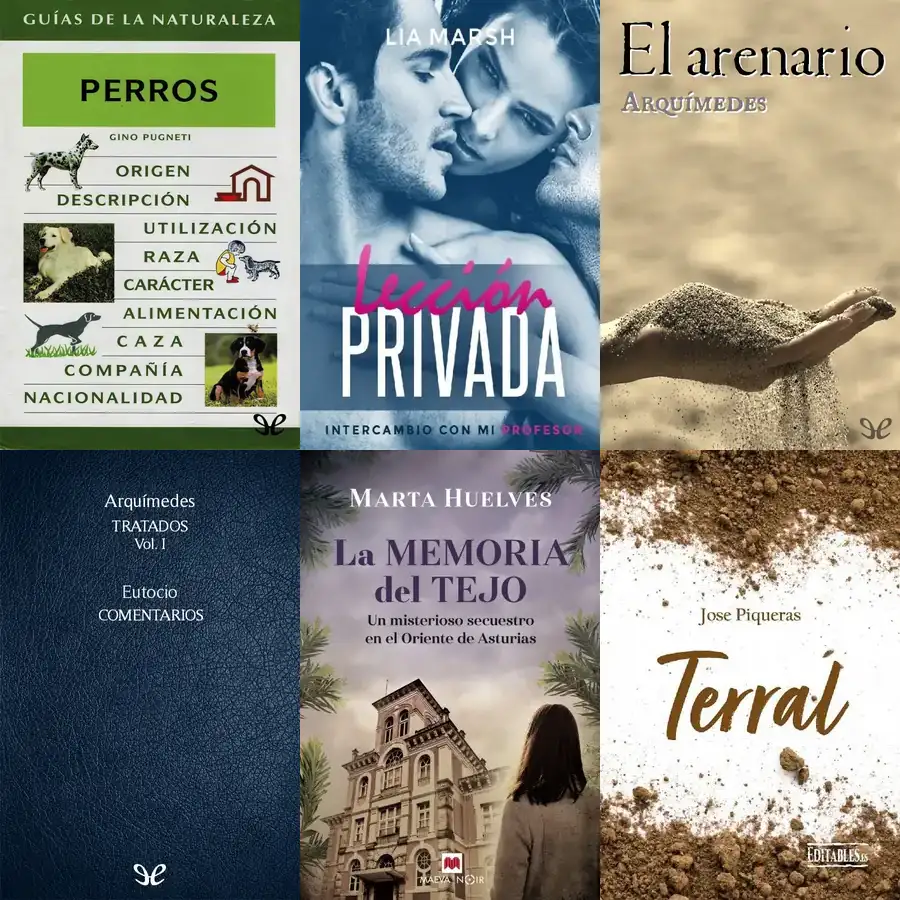 GUÍAS DE LA NATURALEZA
PERROS
GINO PUGNETI
ORIGEN
DESCRIPCIÓN
UTILIZACIÓN
RAZA
CARÁCTER
ALIMENTACIÓN
CAZA
COMPAÑÍA
NACIONALIDAD
LIA MARSH
Lección
PRIVADA
INTERCAMBIO CON MI PROFESOR
El arenario
ARQUÍMEDES
Arquímedes
TRATADOS
Vol. I
Eutocio
COMENTARIOS
MARTA HUELVES
La MEMORIA
del TEJO
Un misterioso secuestro
en el Oriente de Asturias
MAEVA NOIR
Jose Piqueras
Terral
EDITABLES.ES